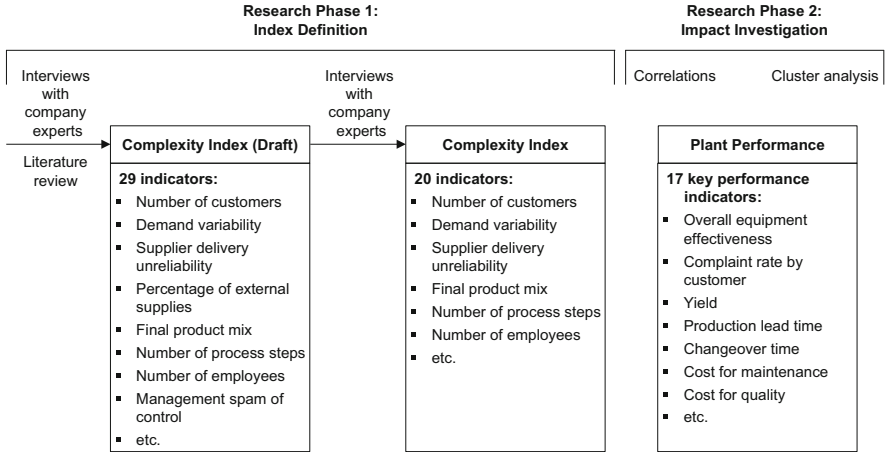 Research Phase 1:
Index Definition
Research Phase 2:
Impact Investigation
Interviews
with
company
experts
Literature
review
Interviews
with
company
experts
Correlations
Cluster analysis
Complexity Index (Draft)
29 indicators:
▪ Number of customers
▪ Demand variability
▪ Supplier delivery
unreliability
▪ Percentage of external
supplies
▪ Final product mix
▪ Number of process steps
▪ Number of employees
▪ Management spam of
control
▪ etc.
Complexity Index
20 indicators:
▪ Number of customers
▪ Demand variability
▪ Supplier delivery
unreliability
▪ Final product mix
▪ Number of process steps
▪ Number of employees
▪ etc.
Plant Performance
17 key performance
indicators:
▪ Overall equipment
effectiveness
▪ Complaint rate by
customer
▪ Yield
▪ Production lead time
▪ Changeover time
▪ Cost for maintenance
▪ Cost for quality
▪ etc.